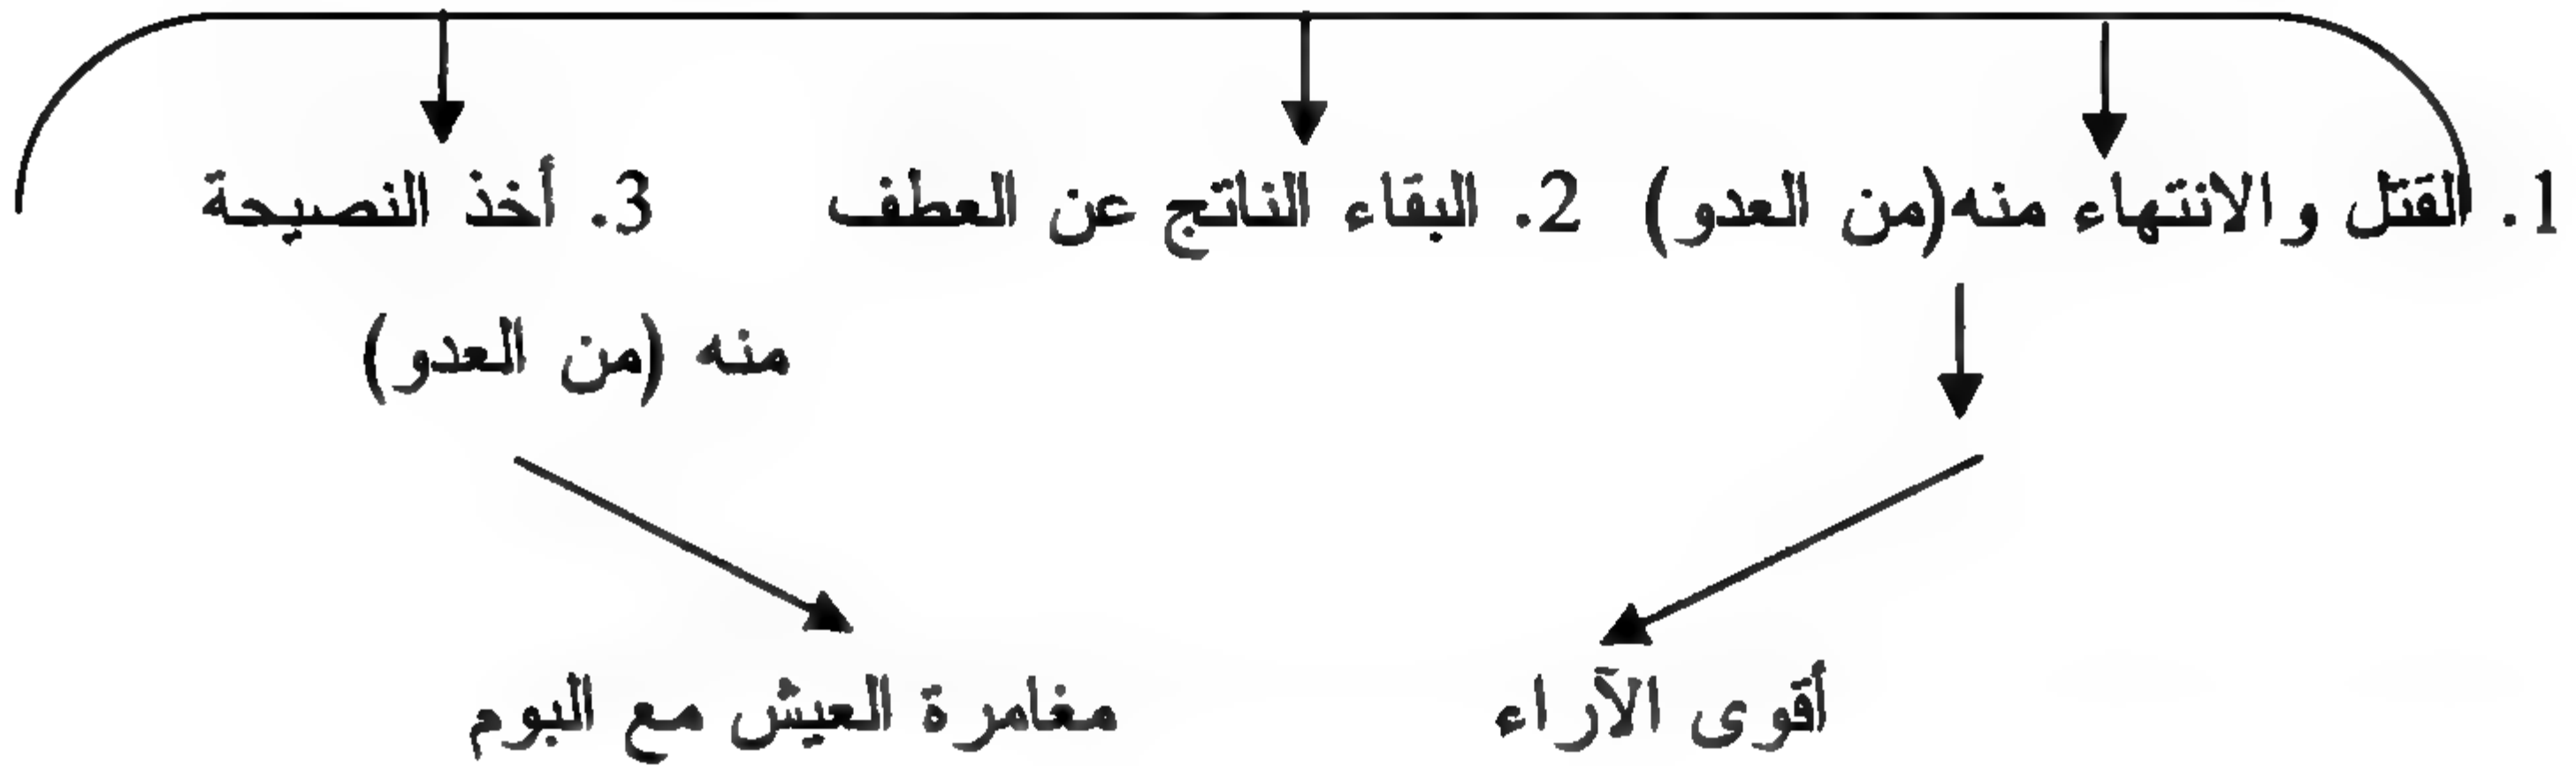 1. القتل والانتهاء منه(من العدو) 2. البقاء الناتج عن العطف 3. أخذ النصيحة
منه (من العدو)
أقوى الآراء مغامرة العيش مع البوم